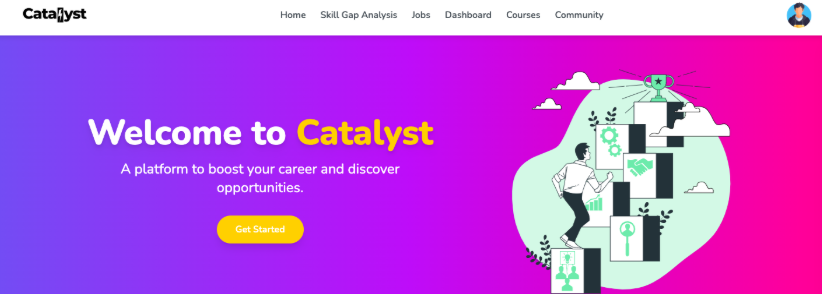 Catalyst
Home
Skill Gap Analysis
Jobs
Dashboard
Courses
Community
Welcome to Catalyst
A platform to boost your career and discover
opportunities.
Get Started